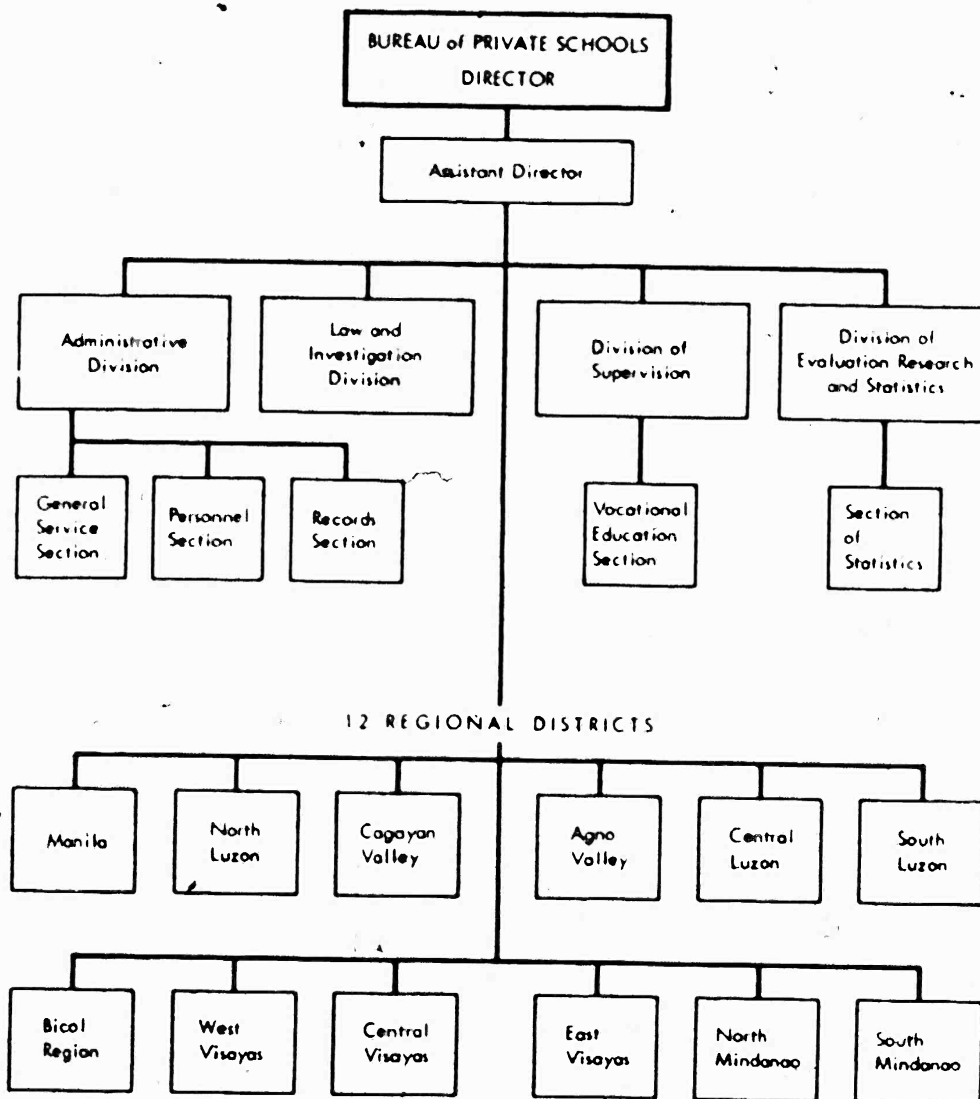 BUREAU of PRIVATE SCHOOLS
DIRECTOR
Assistant Director
Administrative
Division
Law and
Investigation
Division
Division of
Supervision
Division of
Evaluation Research
and Statistics
General
Service
Section
Personnel
Section
Records
Section
Vocational
Education
Section
Section
of
Statistics
12 REGIONAL DISTRICTS
Manila
North
Luzon
Cagayan
Valley
Agno
Valley
Central
Luzon
South
Luzon
Bicol
Region
West
Visayas
Central
Visayas
East
Visayas
North
Mindanao
South
Mindanao